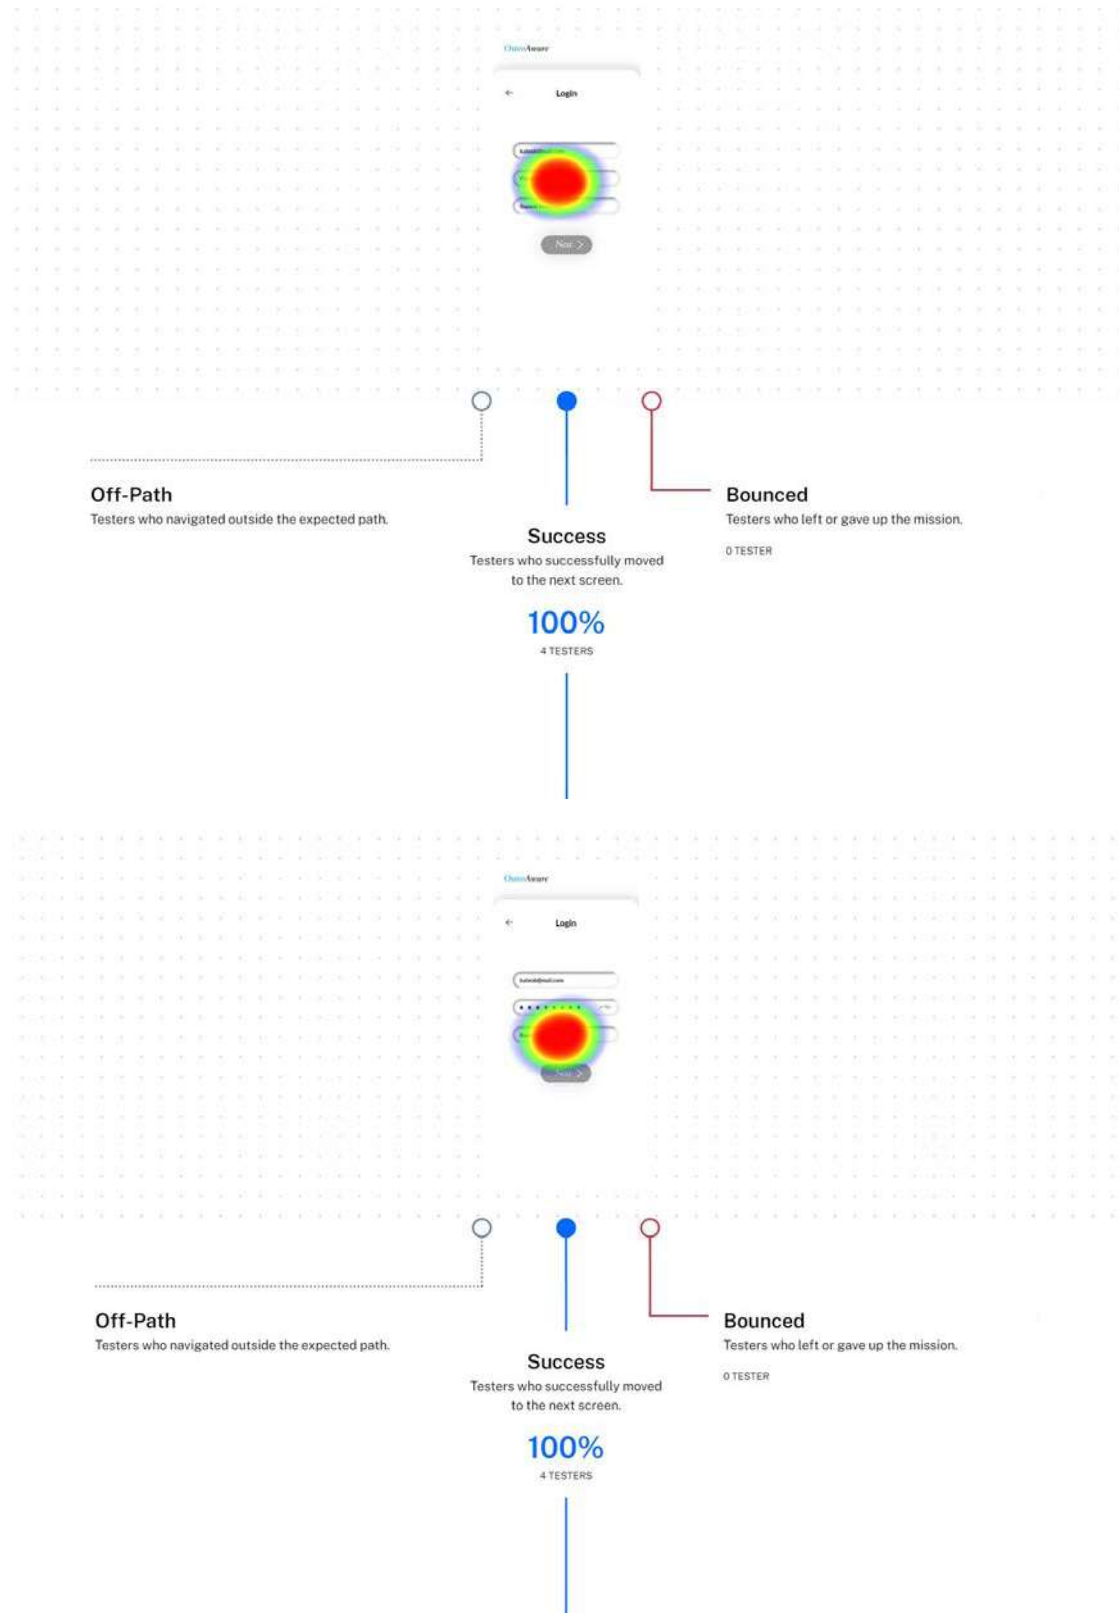 Login
Next
Off-Path
Testers who navigated outside the expected path.
Bounced
Testers who left or gave up the mission.
0 TESTER
Success
Testers who successfully moved
to the next screen.
100%
4 TESTERS
Login
Next
Off-Path
Testers who navigated outside the expected path.
Bounced
Testers who left or gave up the mission.
0 TESTER
Success
Testers who successfully moved
to the next screen.
100%
4 TESTERS